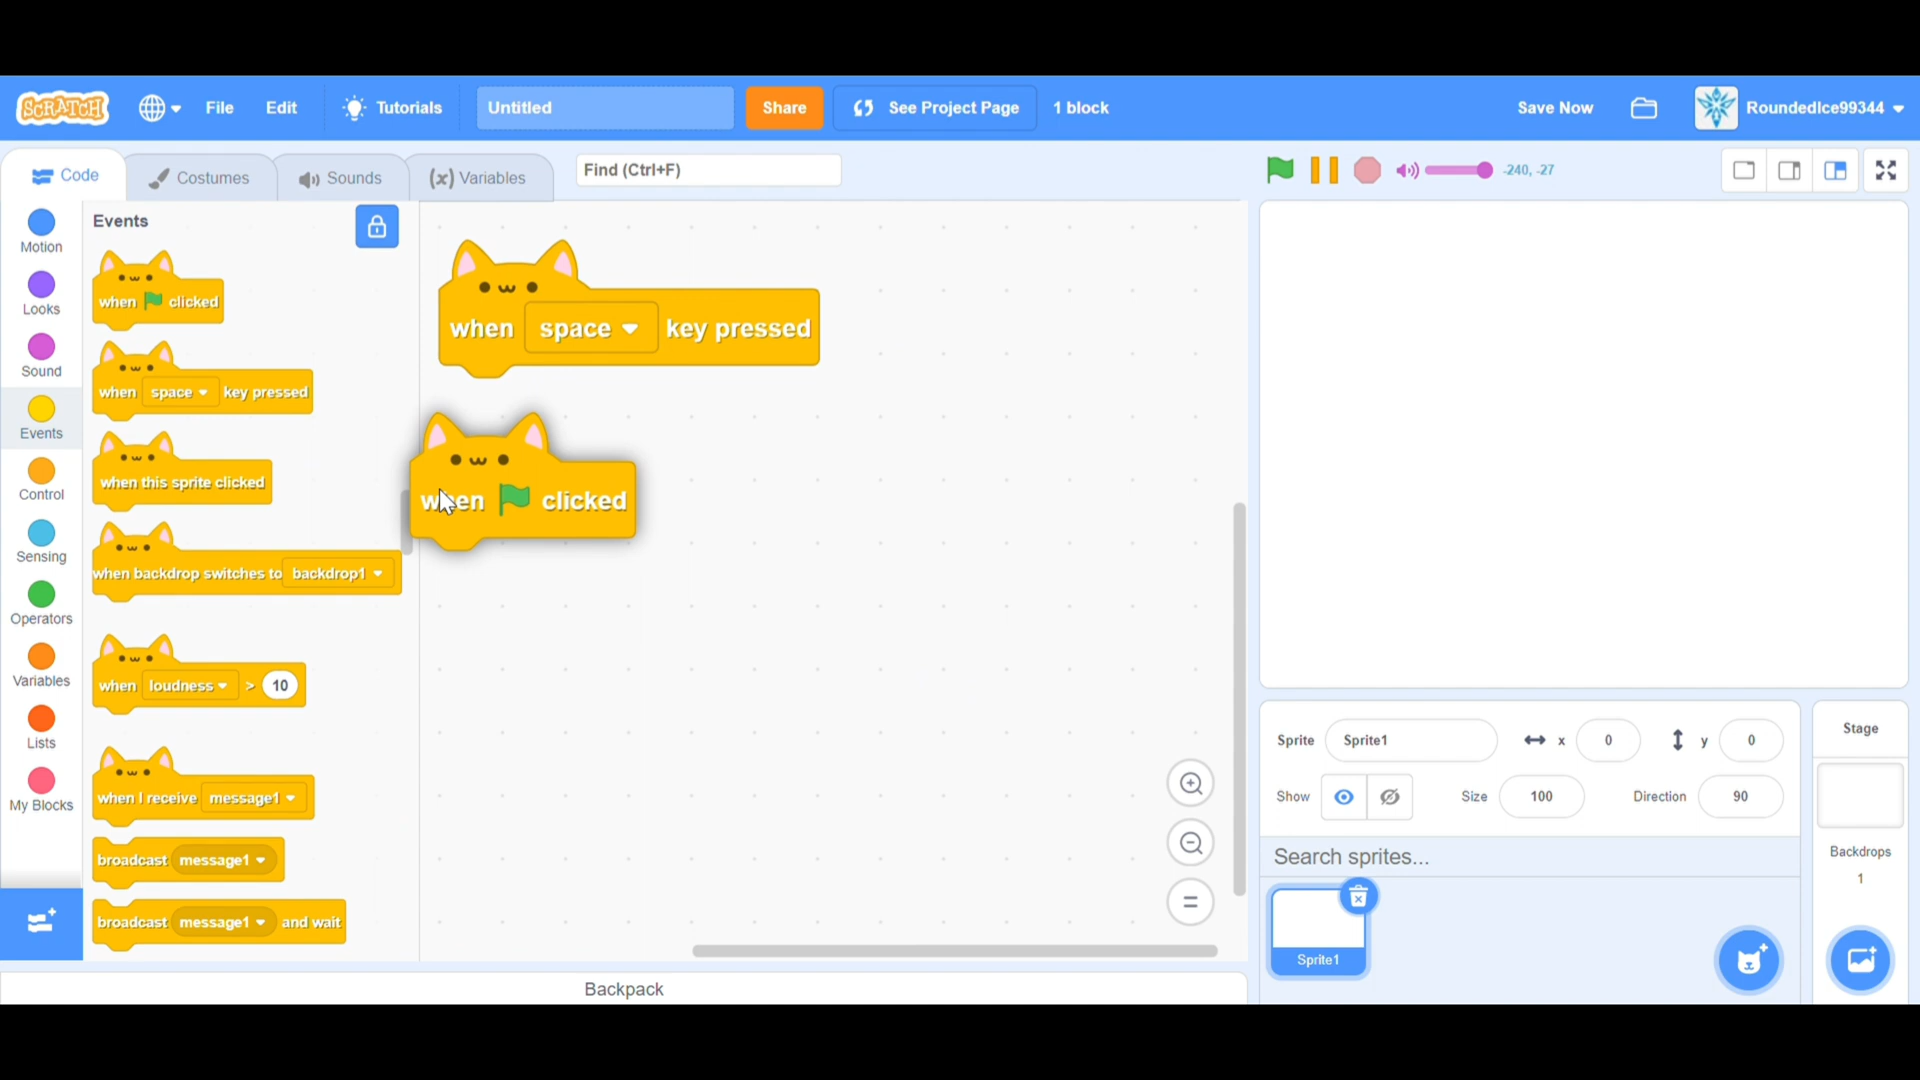 SCRATCH File Edit Tutorials Untitled Share See Project Page 1 block Save Now RoundedIce99344
Code Costumes Sounds (x) Variables Find (Ctrl+F) -240, -27
Motion
Looks
Sound
Events
Control
Sensing
Operators
Variables
Lists
My Blocks
Events
when clicked
when space key pressed
when this sprite clicked
when backdrop switches to backdrop1
when loudness > 10
when I receive message1
broadcast message1
broadcast message1 and wait
when space key pressed
when clicked
Backpack
Sprite Sprite1 x 0 y 0
Show Size 100 Direction 90
Search sprites...
Sprite1
Stage
Backdrops
1